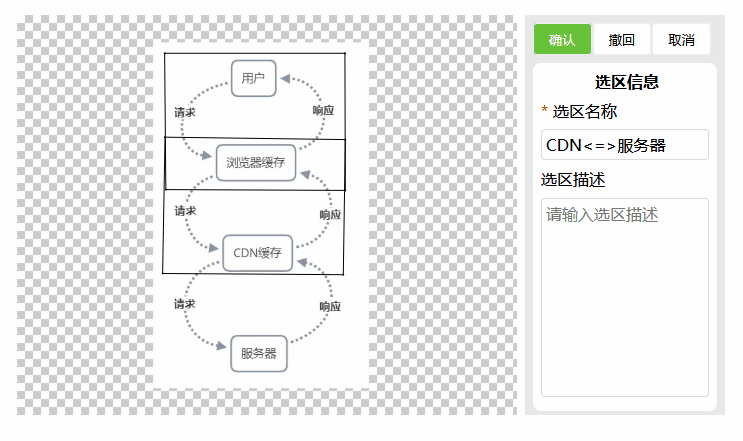 用户
请求
响应
浏览器缓存
请求
响应
CDN缓存
请求
响应
服务器
确认 撤回 取消
选区信息
* 选区名称
CDN<=>服务器
选区描述
请输入选区描述